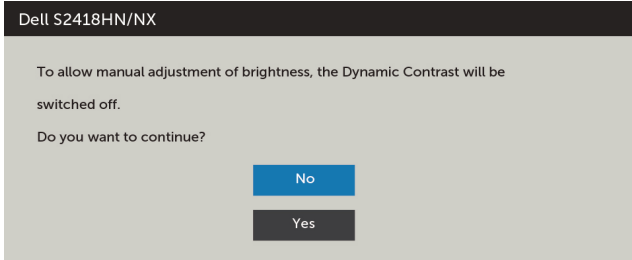 Dell S2418HN/NX
To allow manual adjustment of brightness, the Dynamic Contrast will be
switched off.
Do you want to continue?
No
Yes